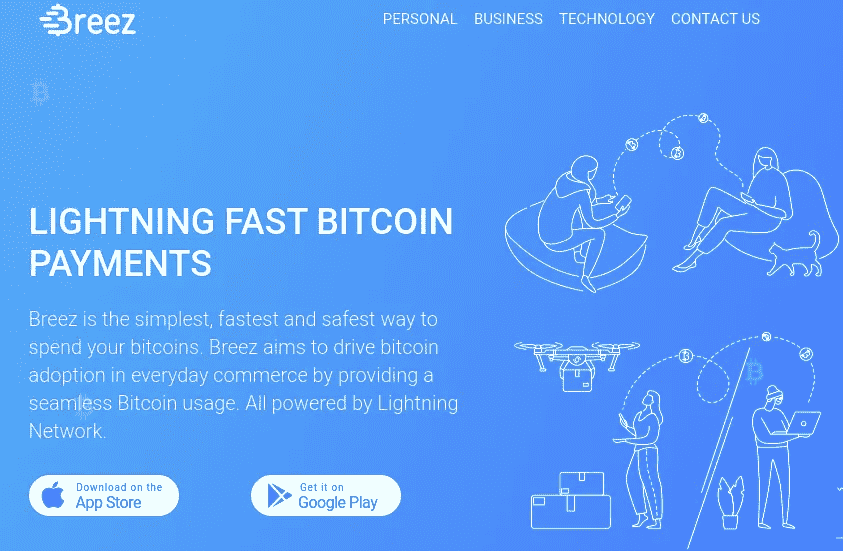 Breez
PERSONAL BUSINESS TECHNOLOGY CONTACT US
LIGHTNING FAST BITCOIN
PAYMENTS
Breez is the simplest, fastest and safest way to
spend your bitcoins. Breez aims to drive bitcoin
adoption in everyday commerce by providing a
seamless Bitcoin usage. All powered by Lightning
Network.
Download on the
App Store
Get it on
Google Play